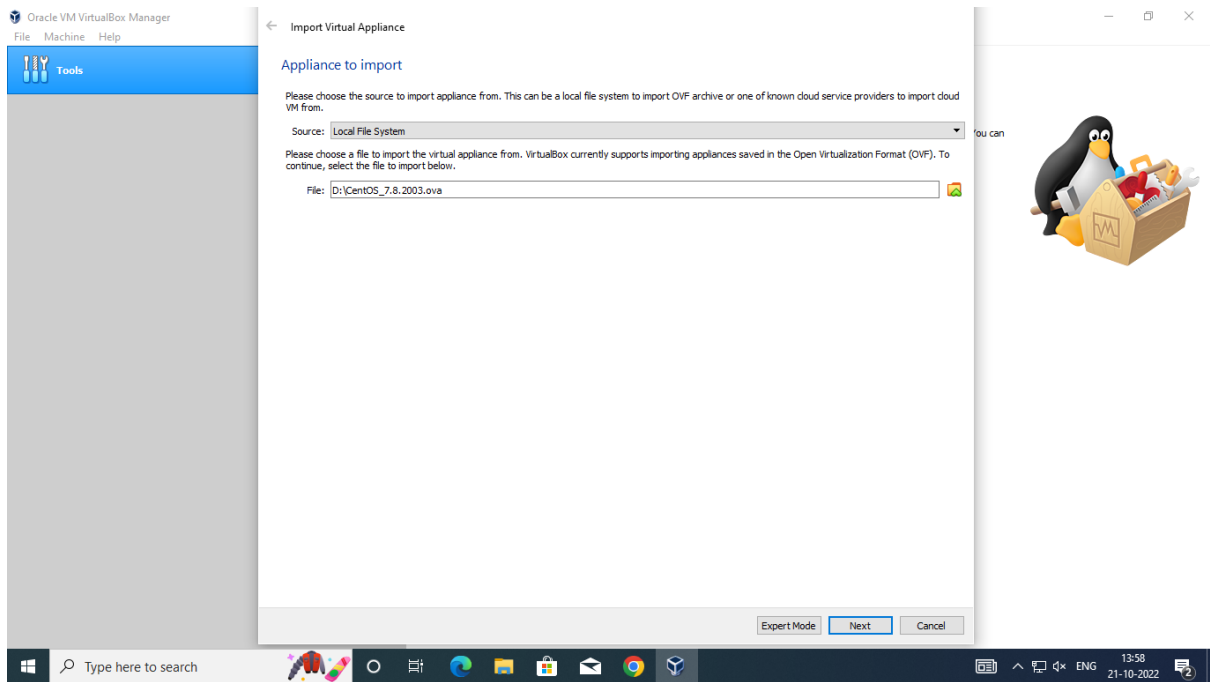 Oracle VM VirtualBox Manager
File Machine Help
Tools
Import Virtual Appliance
Appliance to import
Please choose the source to import appliance from. This can be a local file system to import OVF archive or one of known cloud service providers to import cloud
VM from.
Source: Local File System
Please choose a file to import the virtual appliance from. VirtualBox currently supports importing appliances saved in the Open Virtualization Format (OVF). To
continue, select the file to import below.
File: D:\CentOS_7.8.2003.ova
You can
Expert Mode Next Cancel
Type here to search
ENG
13:58
21-10-2022
2